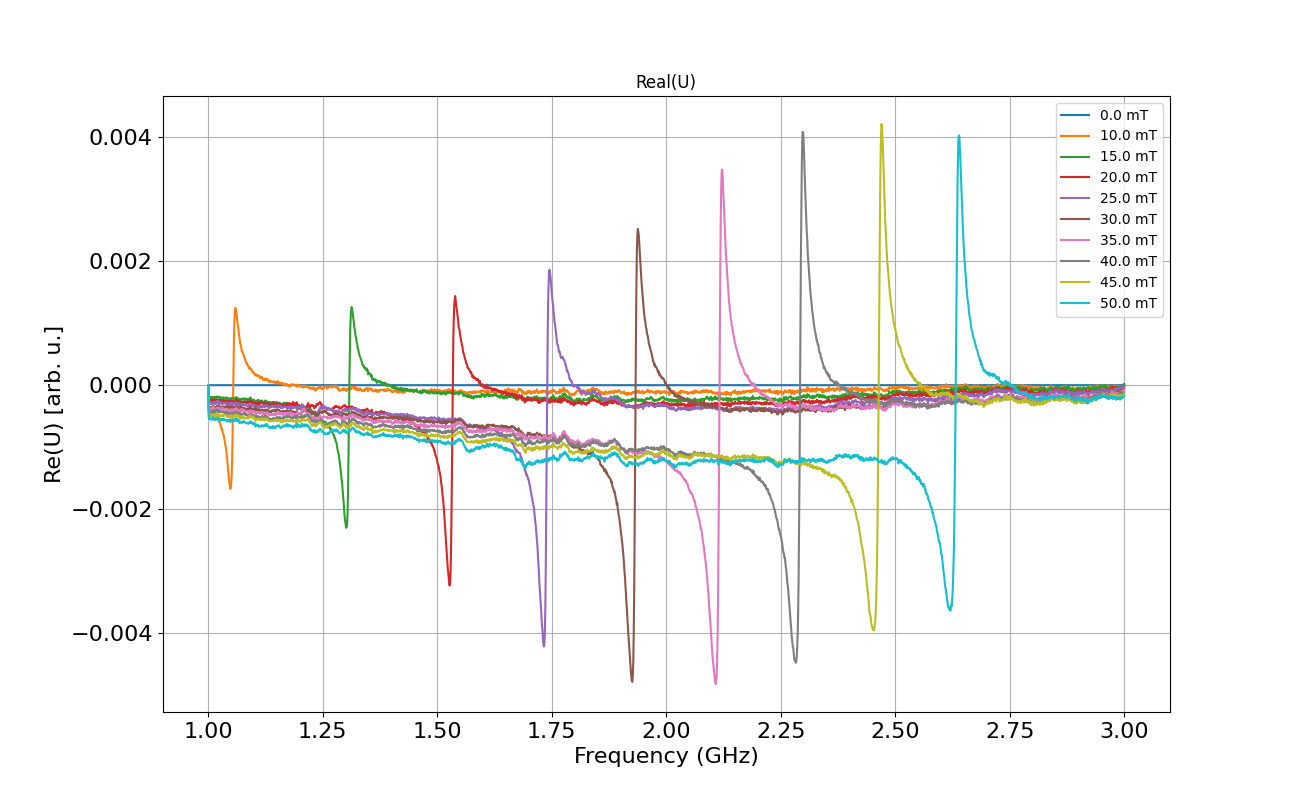 Real(U)
Re(U) [arb. u.]
0.004
0.002
0.000
−0.002
−0.004
1.00 1.25 1.50 1.75 2.00 2.25 2.50 2.75 3.00
Frequency (GHz)
0.0 mT
10.0 mT
15.0 mT
20.0 mT
25.0 mT
30.0 mT
35.0 mT
40.0 mT
45.0 mT
50.0 mT